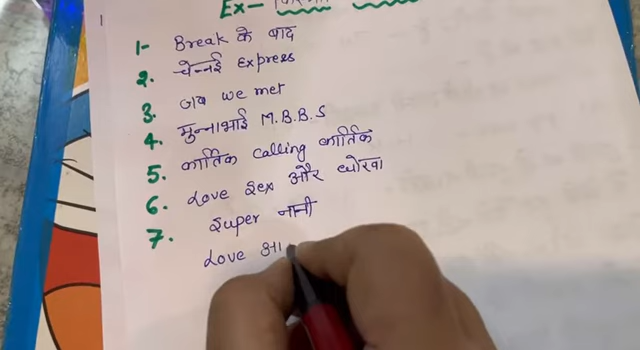 Ex-
1- Break के बाद
2. चेन्नई Express
3. जब we met
4. मुन्नाभाई M.B.B.S
5. कार्तिक Calling कार्तिक
6. Love Sex और धोखा
7. Super नानी
Love आ